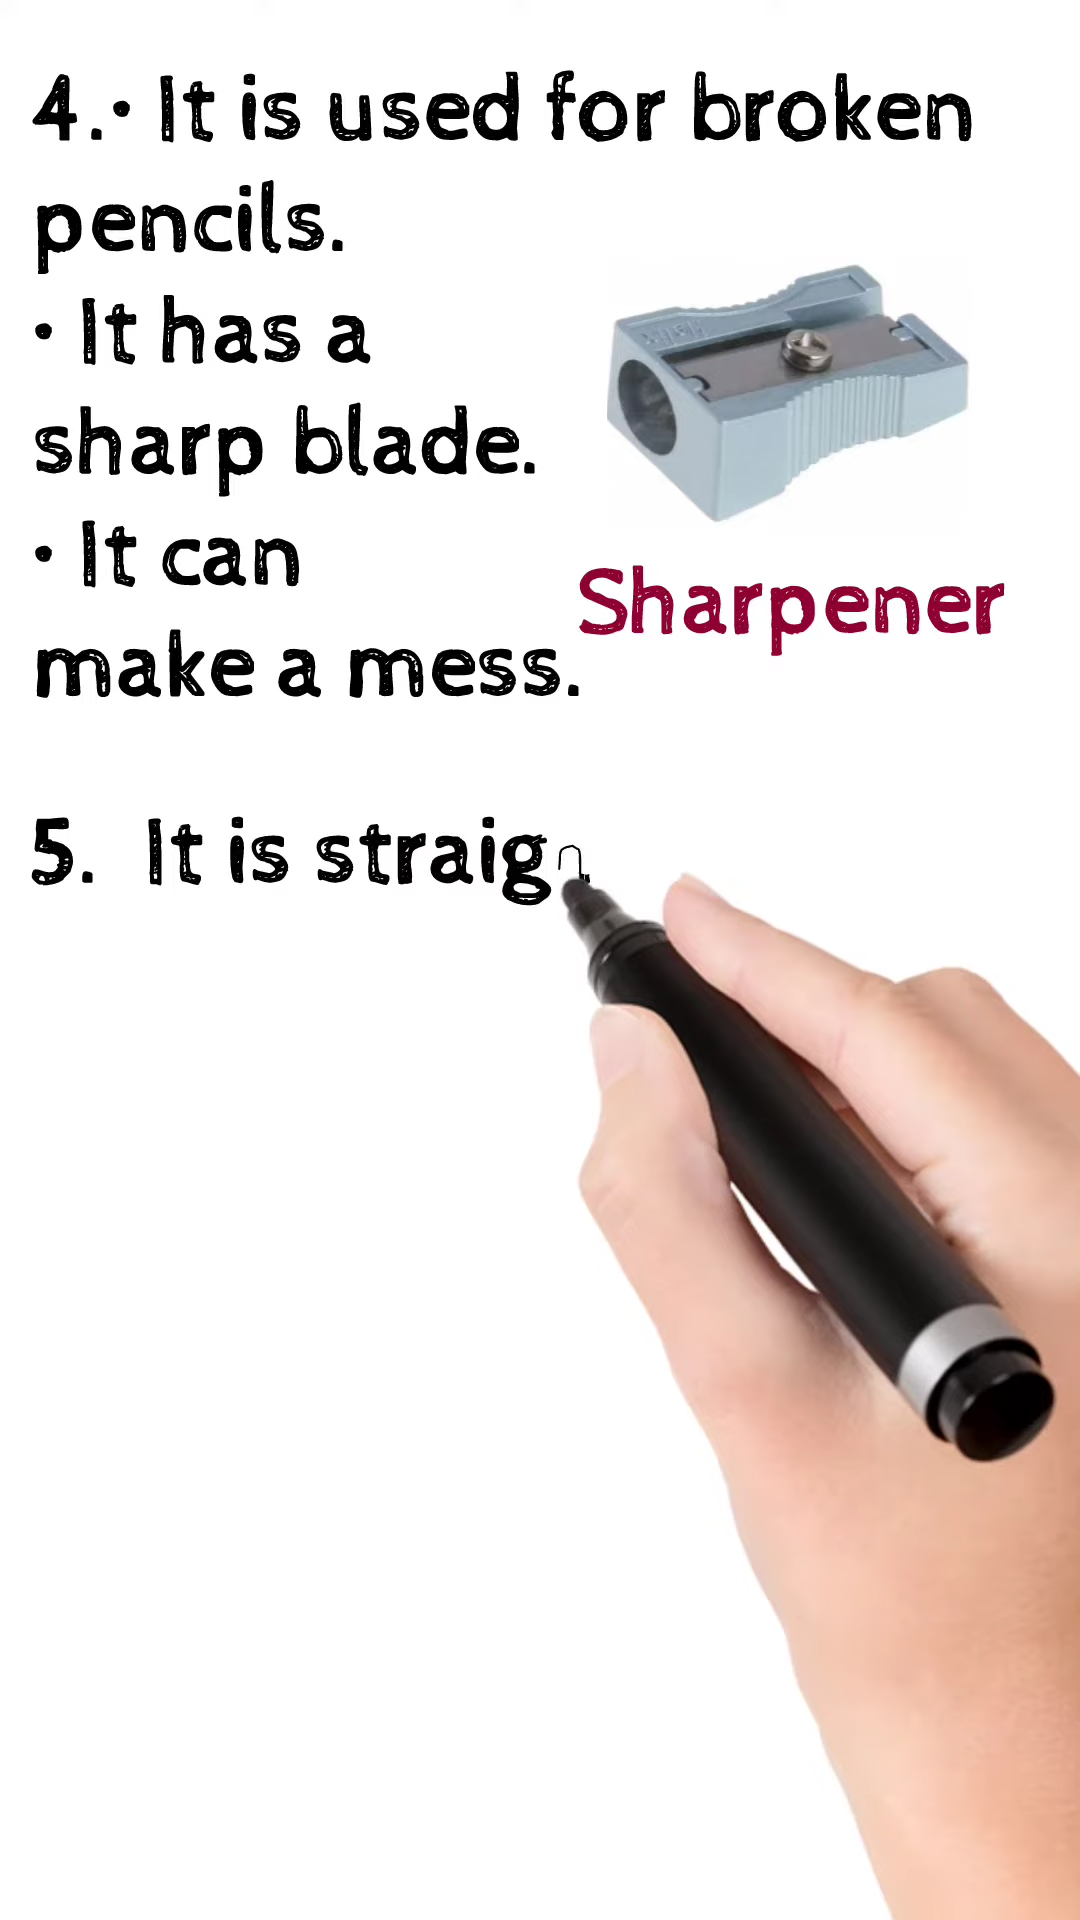 4.• It is used for broken
pencils.
• It has a
sharp blade.
• It can
make a mess.
Sharpener
5. It is straig